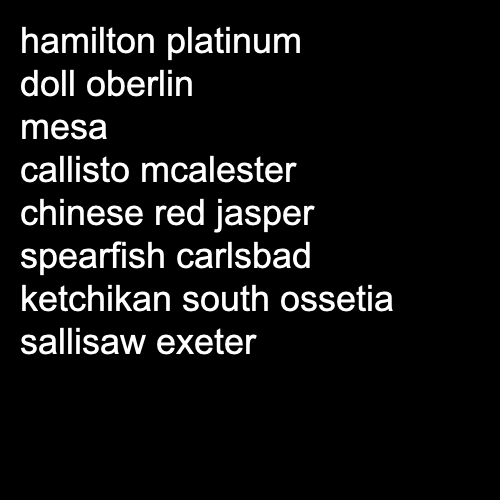 hamilton platinum
doll oberlin
mesa
callisto mcalester
chinese red jasper
spearfish carlsbad
ketchikan south ossetia
sallisaw exeter